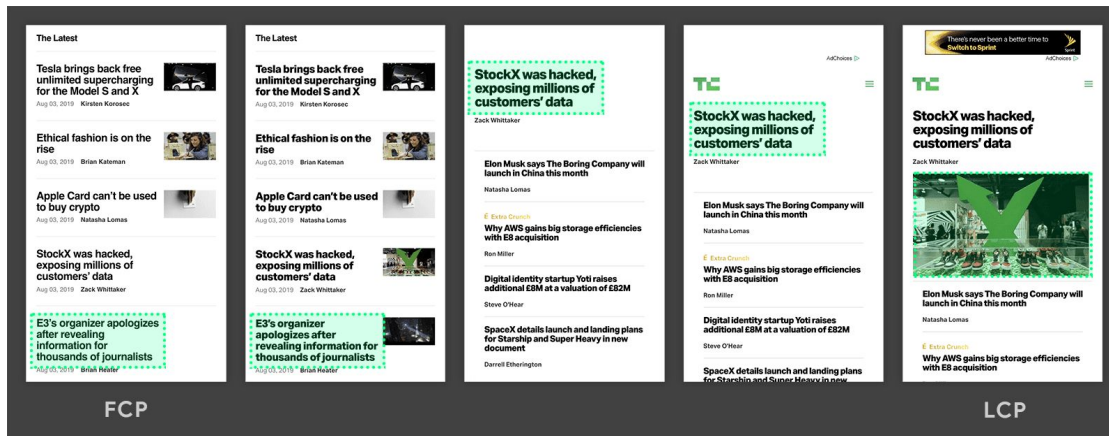 The Latest
Tesla brings back free
unlimited supercharging
for the Model S and X
Aug 03, 2019 Kirsten Korosec
Ethical fashion is on the
rise
Aug 03, 2019 Brian Kateman
Apple Card can't be used
to buy crypto
Aug 03, 2019 Natasha Lomas
StockX was hacked,
exposing millions of
customers' data
Aug 03, 2019 Zack Whittaker
E3's organizer apologizes
after revealing
information for
thousands of journalists
Aug 03, 2019 Brian Heater
The Latest
Tesla brings back free
unlimited supercharging
for the Model S and X
Aug 03, 2019 Kirsten Korosec
Ethical fashion is on the
rise
Aug 03, 2019 Brian Kateman
Apple Card can't be used
to buy crypto
Aug 03, 2019 Natasha Lomas
StockX was hacked,
exposing millions of
customers' data
Aug 03, 2019 Zack Whittaker
E3's organizer
apologizes after
revealing information for
thousands of journalists
Aug 03, 2019 Brian Heater
StockX was hacked,
exposing millions of
customers' data
Zack Whittaker
Elon Musk says The Boring Company will
launch in China this month
Natasha Lomas
Extra Crunch
Why AWS gains big storage efficiencies
with E8 acquisition
Ron Miller
Digital identity startup Yoti raises
additional £8M at a valuation of £82M
Steve O'Hear
SpaceX details launch and landing plans
for Starship and Super Heavy in new
document
Darrell Etherington
AdChoices
TC
StockX was hacked,
exposing millions of
customers' data
Zack Whittaker
Elon Musk says The Boring Company will
launch in China this month
Natasha Lomas
Extra Crunch
Why AWS gains big storage efficiencies
with E8 acquisition
Ron Miller
Digital identity startup Yoti raises
additional £8M at a valuation of £82M
Steve O'Hear
SpaceX details launch and landing plans
for Starship and Super Heavy in new
There's never been a better time to
Switch to Sprint
Sprint
AdChoices
TC
StockX was hacked,
exposing millions of
customers' data
Zack Whittaker
Elon Musk says The Boring Company will
launch in China this month
Natasha Lomas
Extra Crunch
Why AWS gains big storage efficiencies
with E8 acquisition
Ron Miller
FCP
LCP